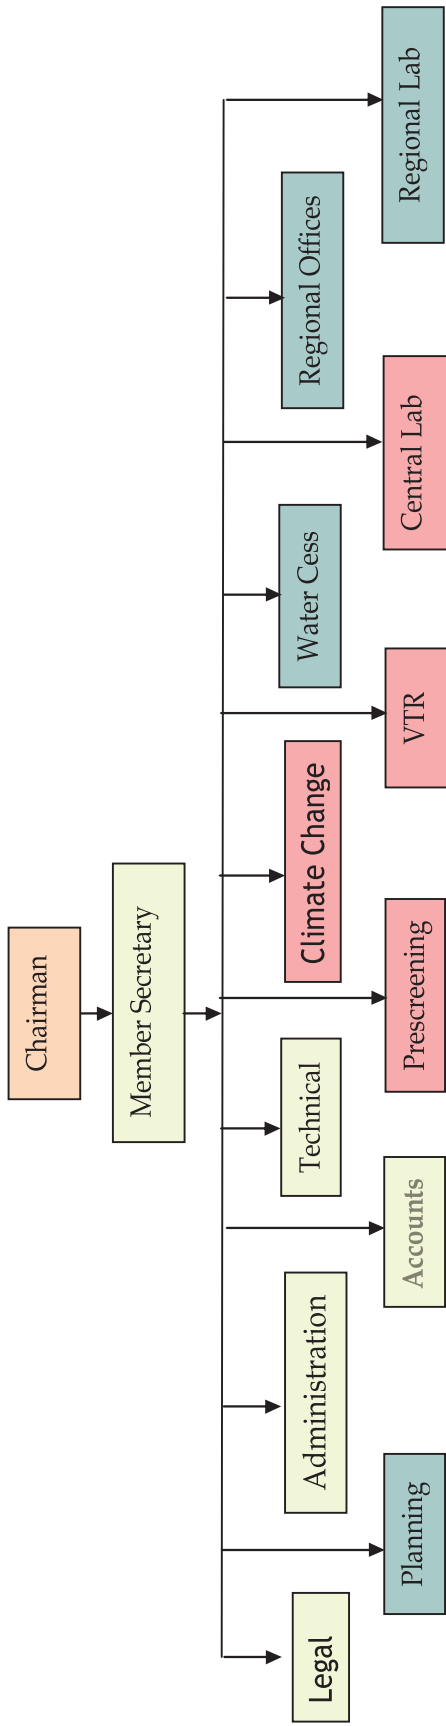 Chairman
Member Secretary
Legal
Administration
Technical
Climate Change
Water Cess
Regional Offices
Planning
Accounts
Prescreening
VTR
Central Lab
Regional Lab